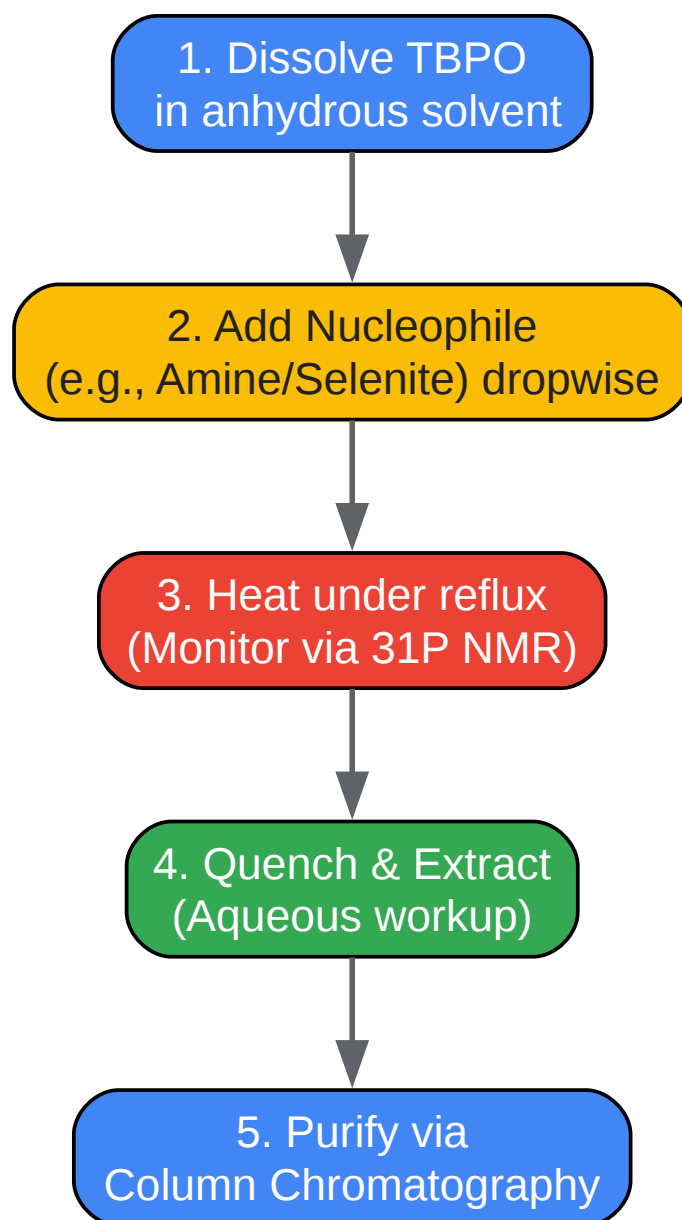 1. Dissolve TBPO
in anhydrous solvent
2. Add Nucleophile
(e.g., Amine/Selenite) dropwise
3. Heat under reflux
(Monitor via 31P NMR)
4. Quench & Extract
(Aqueous workup)
5. Purify via
Column Chromatography